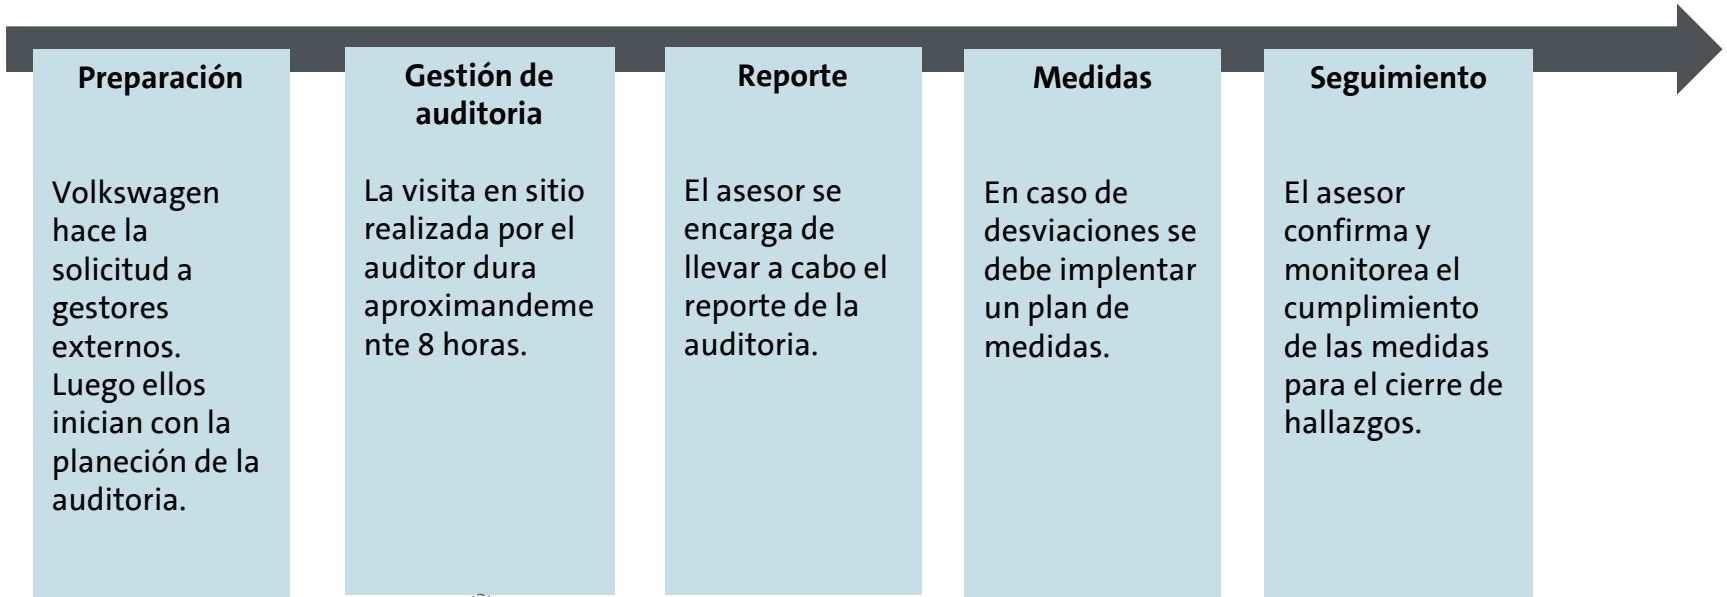 Preparación
Volkswagen
hace la
solicitud a
gestores
externos.
Luego ellos
inician con la
planeción de la
auditoria.
Gestión de
auditoria
La visita en sitio
realizada por el
auditor dura
aproximandeme
nte 8 horas.
Reporte
El asesor se
encarga de
llevar a cabo el
reporte de la
auditoria.
Medidas
En caso de
desviaciones se
debe implentar
un plan de
medidas.
Seguimiento
El asesor
confirma y
monitorea el
cumplimiento
de las medidas
para el cierre de
hallazgos.